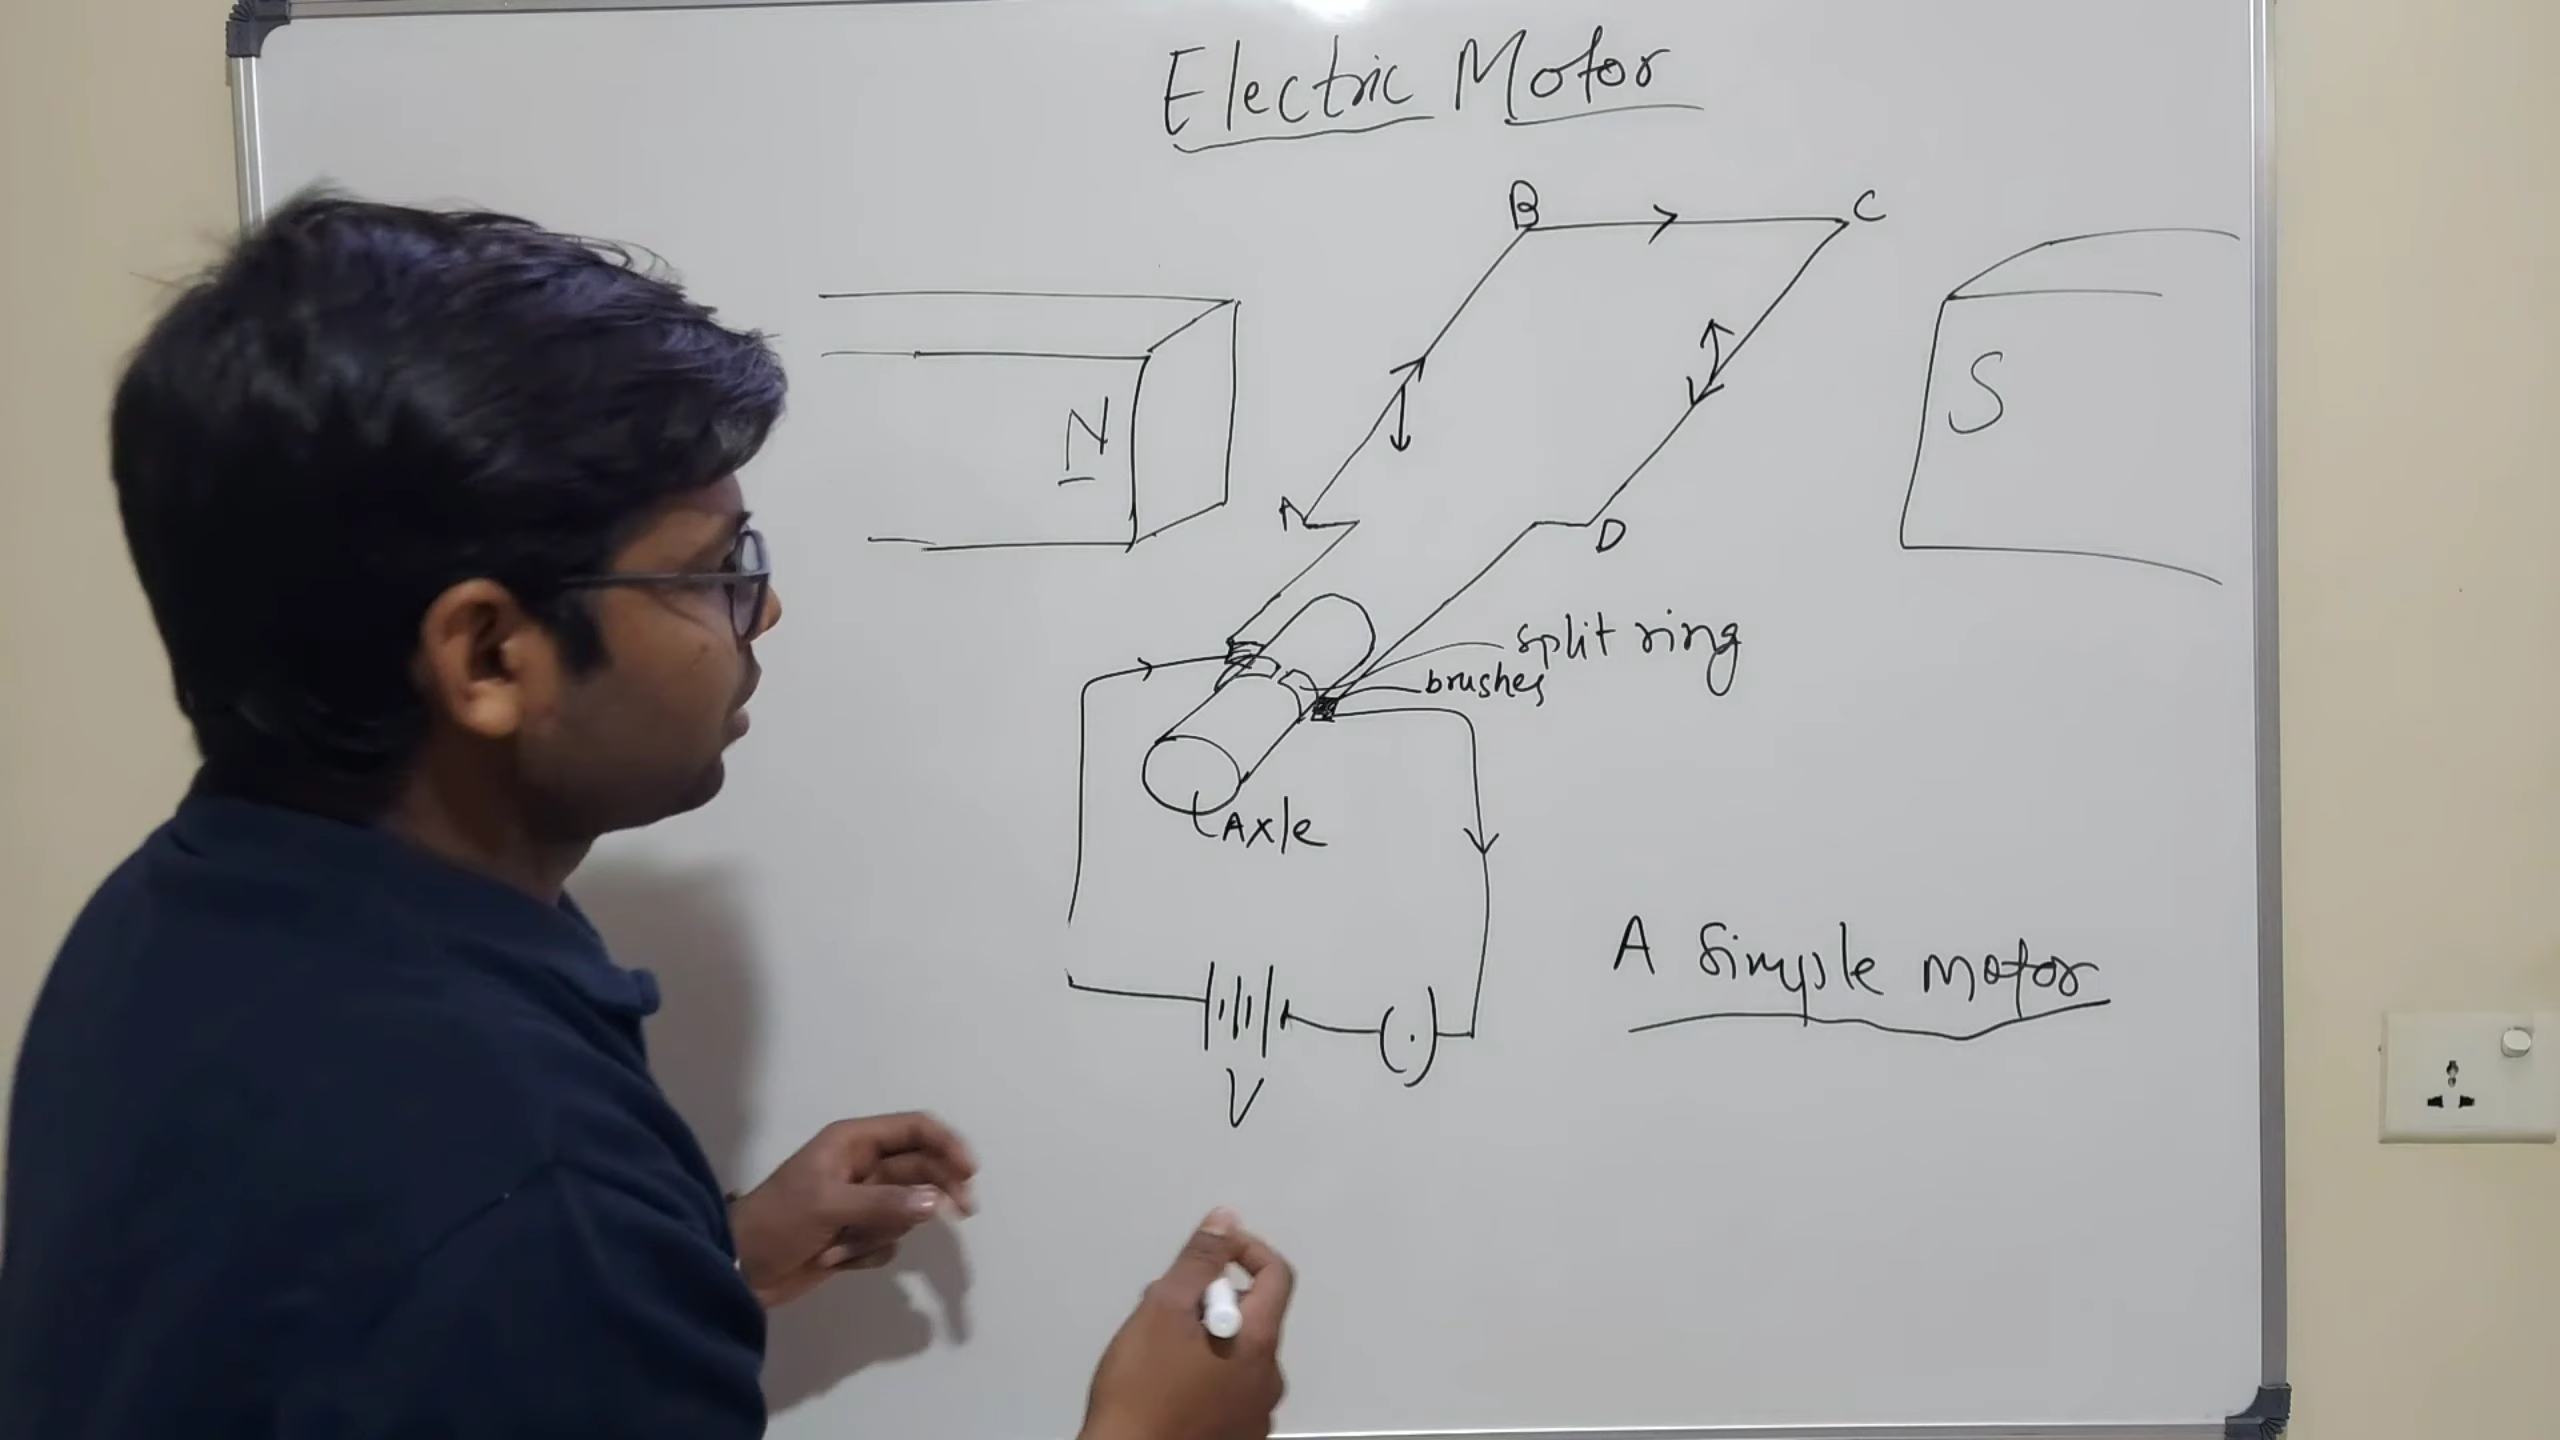 Electric Motor
B
C
N
S
A
D
split ring
brushes
Axle
A simple motor
V